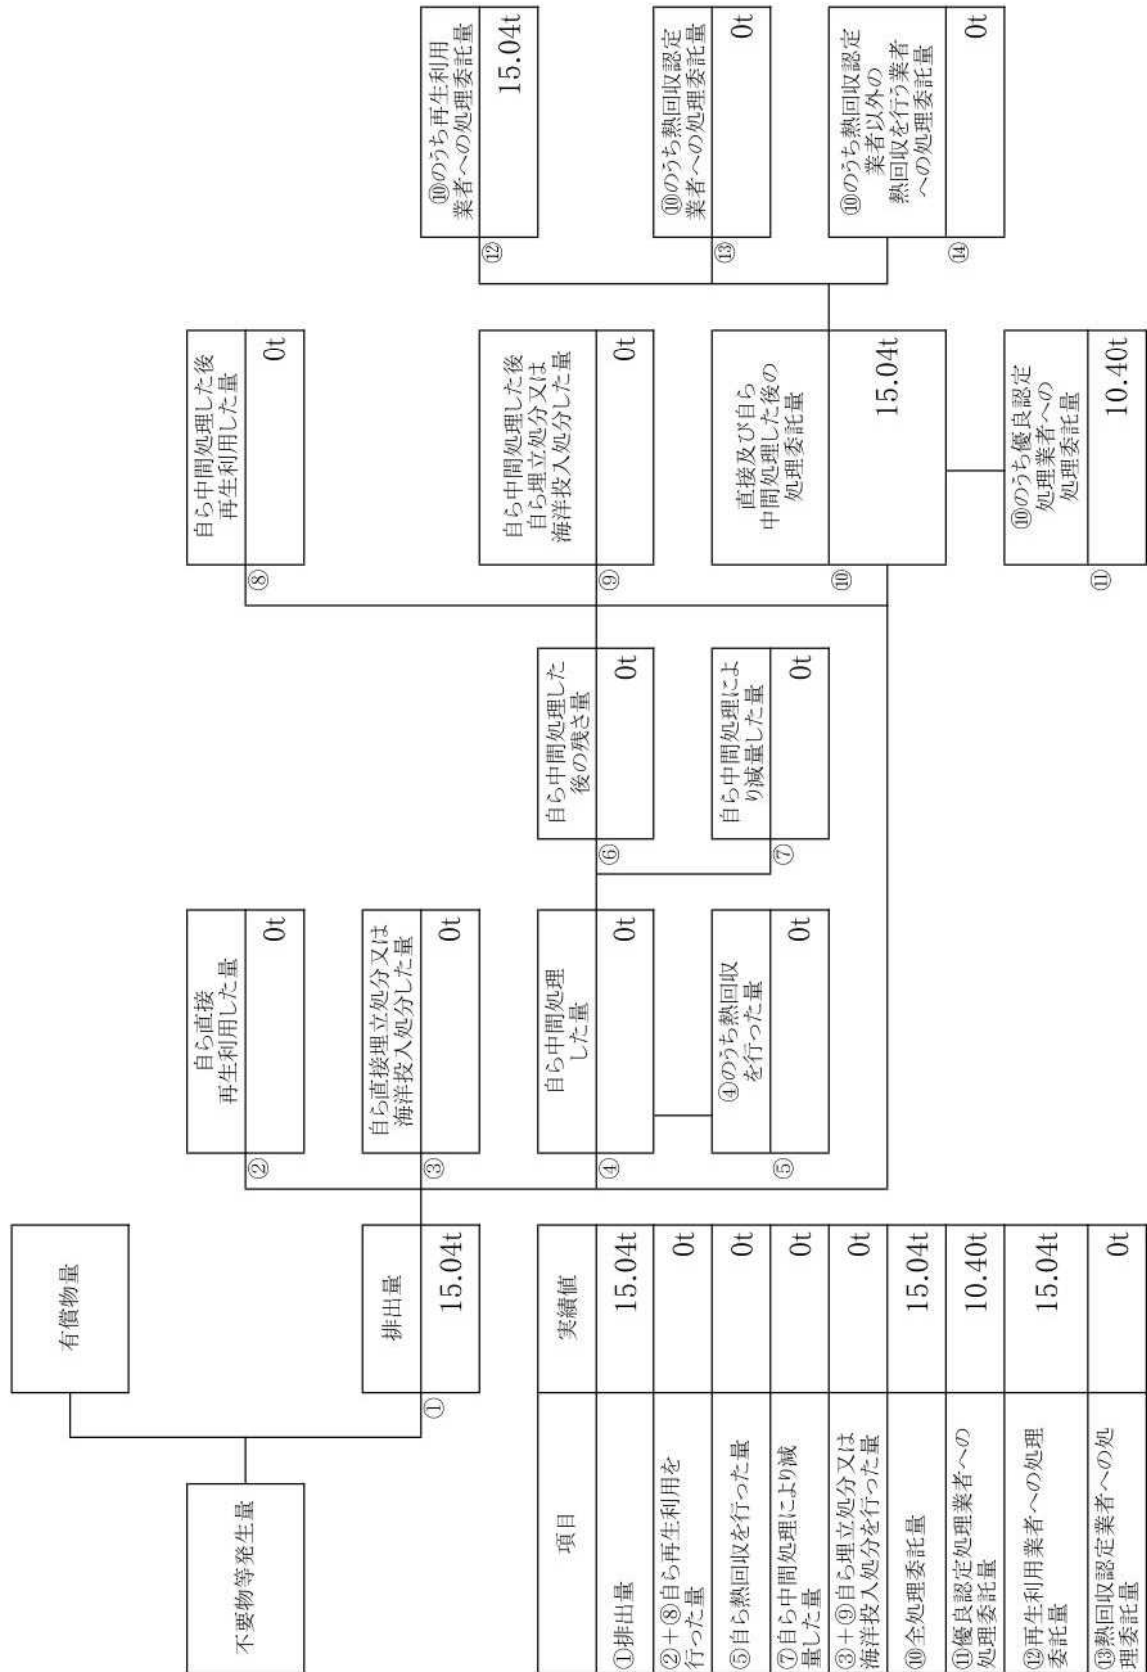 不要物等発生量
有償物量
①
排出量
15.04t
②
自ら直接
再生利用した量
0t
③
自ら直接埋立処分又は
海洋投入処分した量
0t
④
自ら中間処理
した量
0t
⑤
④のうち熱回収
を行った量
0t
⑥
自ら中間処理した
後の残さ量
0t
⑦
自ら中間処理によ
り減量した量
0t
⑧
自ら中間処理した後
再生利用した量
0t
⑨
自ら中間処理した後
自ら埋立処分又は
海洋投入処分した量
0t
⑩
直接及び自ら
中間処理した後の
処理委託量
15.04t
⑪
⑩のうち優良認定
処理業者への
処理委託量
10.40t
⑫
⑩のうち再生利用
業者への処理委託量
15.04t
⑬
⑩のうち熱回収認定
業者への処理委託量
0t
⑭
⑩のうち熱回収認定
業者以外の
熱回収を行う業者
への処理委託量
0t
項目
実績値
①排出量
15.04t
②+⑧自ら再生利用を
行った量
0t
⑤自ら熱回収を行った量
0t
⑦自ら中間処理により減
量した量
0t
③+⑨自ら埋立処分又は
海洋投入処分を行った量
0t
⑩全処理委託量
15.04t
⑪優良認定処理業者への
処理委託量
10.40t
⑫再生利用業者への処理
委託量
15.04t
⑬熱回収認定業者への処
理委託量
0t